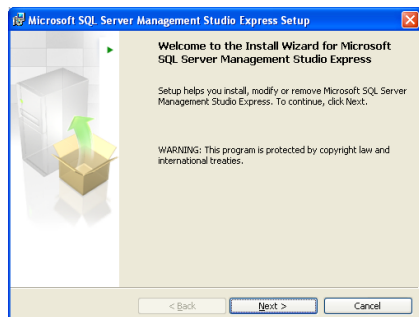 Microsoft SQL Server Management Studio Express Setup
Welcome to the Install Wizard for Microsoft
SQL Server Management Studio Express
Setup helps you install, modify or remove Microsoft SQL Server
Management Studio Express. To continue, click Next.
WARNING: This program is protected by copyright law and
international treaties.
< Back
Next >
Cancel